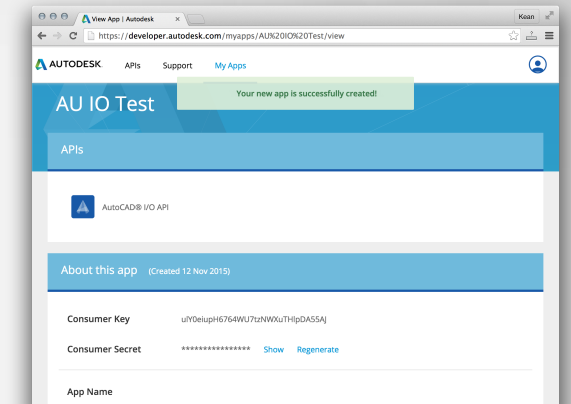 View App | Autodesk
Kean
https://developer.autodesk.com/myapps/AU%20IO%20Test/view
AUTODESK. APIs Support My Apps
Your new app is successfully created!
AU IO Test
APIs
AutoCAD® I/O API
About this app (Created 12 Nov 2015)
Consumer Key ulY0eiupH6764WU7tzNWXuTHlpDA55AJ
Consumer Secret **************** Show Regenerate
App Name